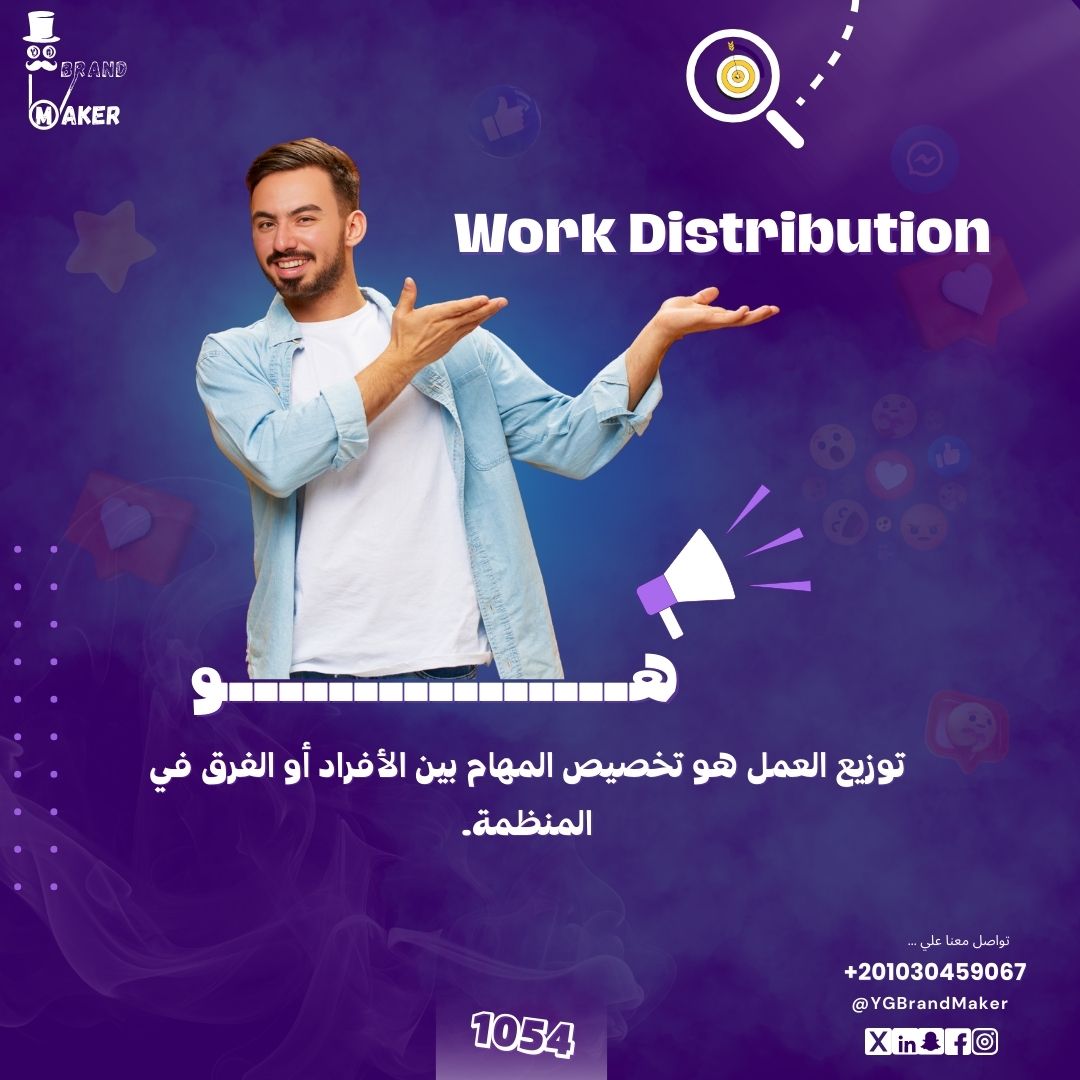 Y G
BRAND
MAKER
Work Distribution
هـــــــــــــو
توزيع العمل هو تخصيص المهام بين الأفراد أو الفرق في
المنظمة.
تواصل معنا علي ...
+201030459067
@YGBrandMaker
1054